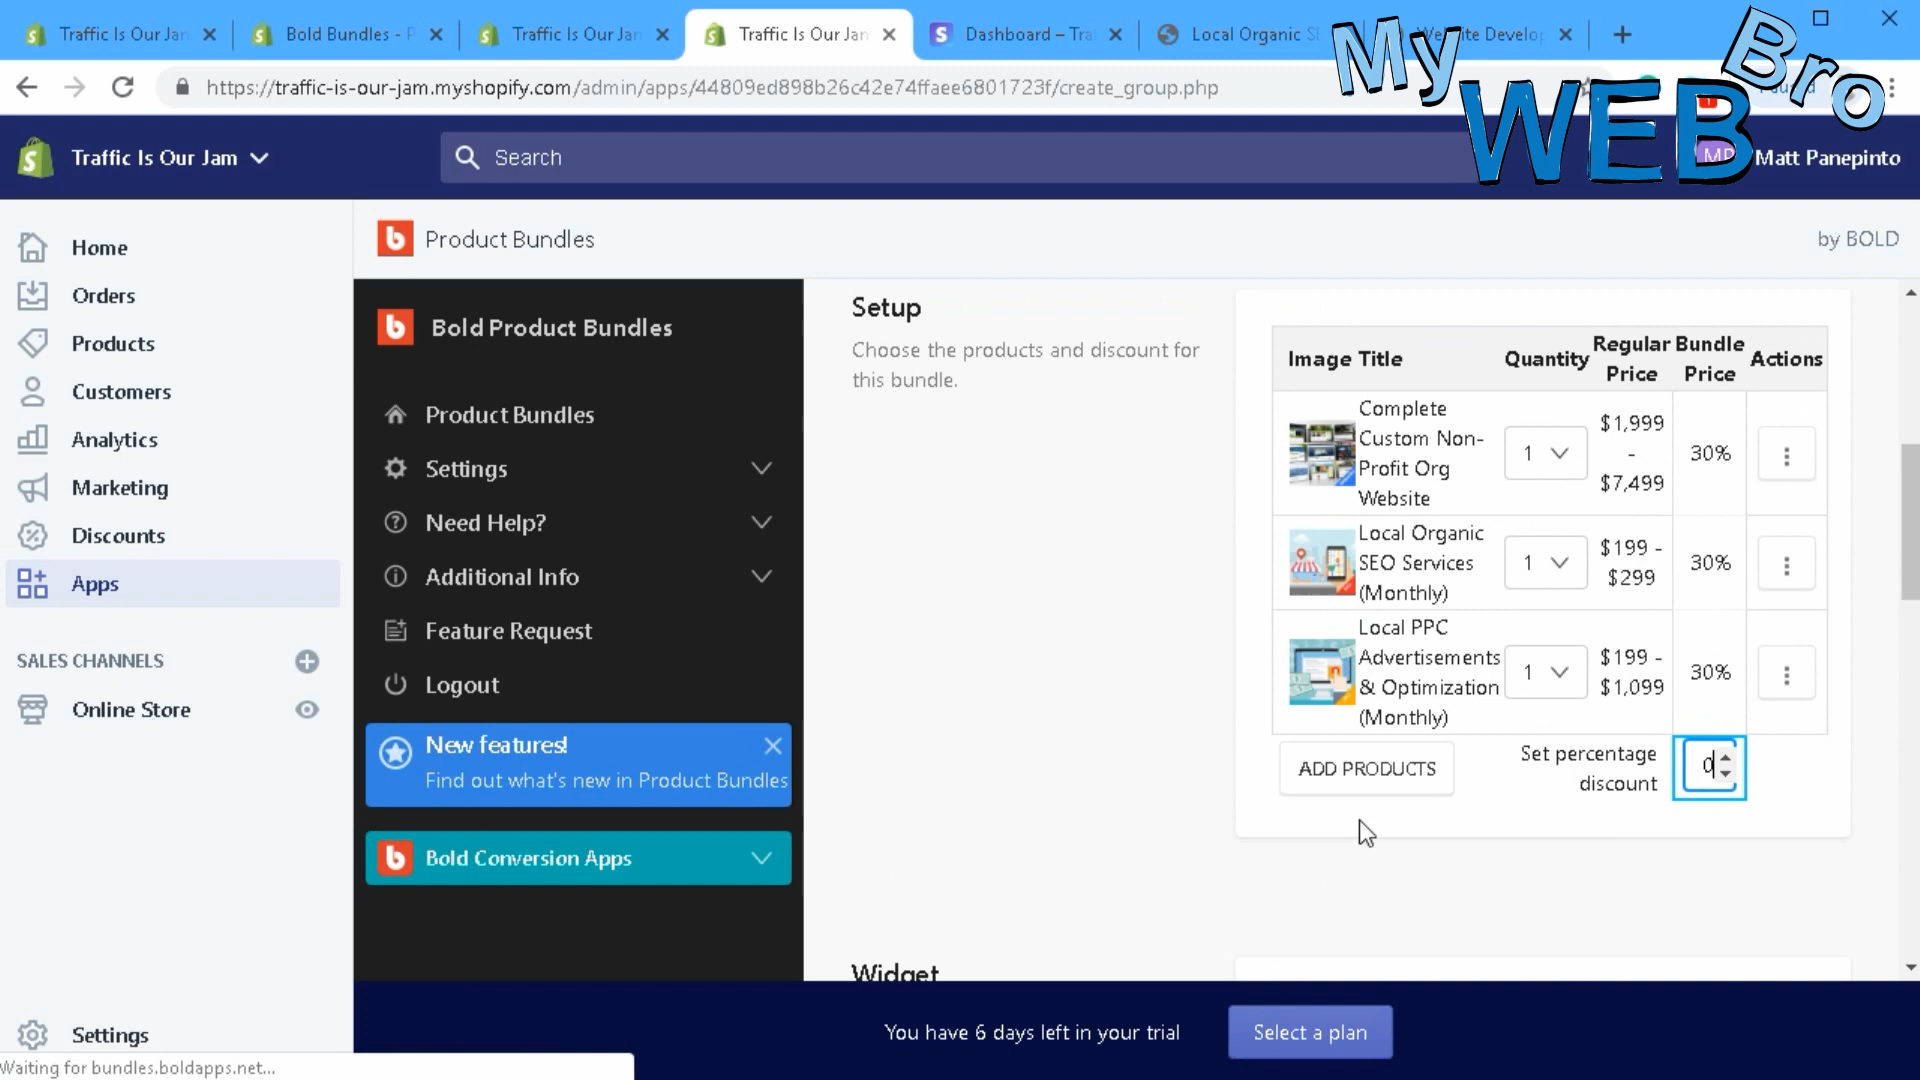 Traffic Is Our Jam
Bold Bundles - P
Traffic Is Our Jam
Traffic Is Our Jam
Dashboard – Tra
Local Organic SE
Website Develop
https://traffic-is-our-jam.myshopify.com/admin/apps/44809ed898b26c42e74ffaee6801723f/create_group.php
Paused
My
WEB
Bro
Traffic Is Our Jam
Search
MP
Matt Panepinto
Home
Orders
Products
Customers
Analytics
Marketing
Discounts
Apps
SALES CHANNELS
Online Store
Settings
Product Bundles
by BOLD
Bold Product Bundles
Product Bundles
Settings
Need Help?
Additional Info
Feature Request
Logout
New features!
Find out what's new in Product Bundles
Bold Conversion Apps
Setup
Choose the products and discount for
this bundle.
Image Title Quantity Regular Price Bundle Price Actions
Complete
Custom Non-
Profit Org
Website
1
$1,999
-
$7,499
30%
Local Organic
SEO Services
(Monthly)
1
$199 -
$299
30%
Local PPC
Advertisements
& Optimization
(Monthly)
1
$199 -
$1,099
30%
ADD PRODUCTS
Set percentage
discount
0
Widget
You have 6 days left in your trial
Select a plan
Waiting for bundles.boldapps.net...